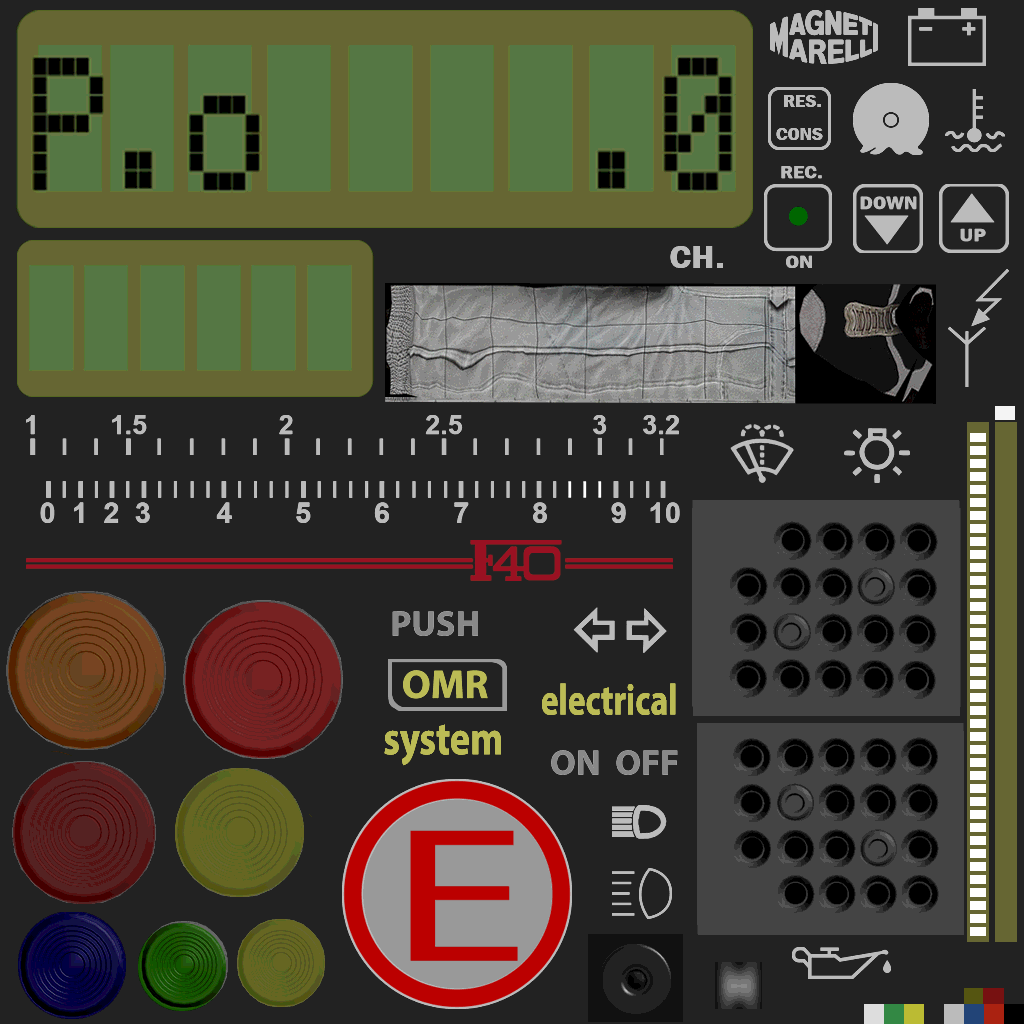 P.o .0
MAGNETI
MARELLI
- +
RES.
CONS
REC.
ON
DOWN
UP
CH.
1 1.5 2 2.5 3 3.2
0 1 2 3 4 5 6 7 8 9 10
F40
PUSH
OMR
system
electrical
ON OFF
E